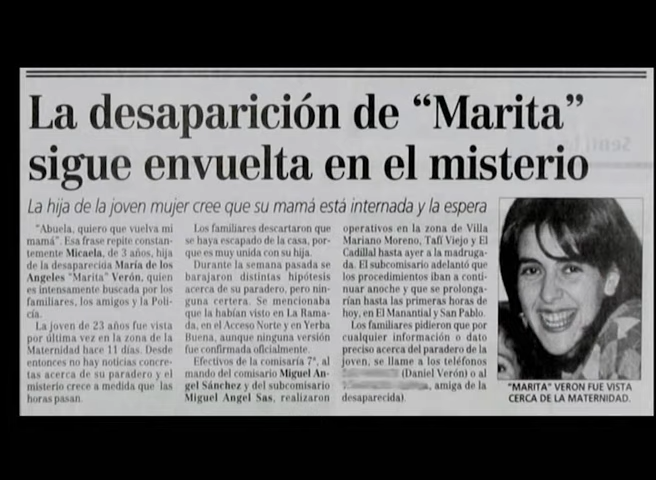 La desaparición de “Marita”
sigue envuelta en el misterio
La hija de la joven mujer cree que su mamá está internada y la espera
“Abuela, quiero que vuelva mi
mamá”. Esa frase repite constan-
temente Micaela, de 3 años, hija
de la desaparecida María de los
Angeles “Marita” Verón, quien
es intensamente buscada por los
familiares, los amigos y la Poli-
cía.
La joven de 23 años fue vista
por última vez en la zona de la
Maternidad hace 11 días. Desde
entonces no hay noticias concre-
tas acerca de su paradero y el
misterio crece a medida que las
horas pasan.
Los familiares descartaron que
se haya escapado de la casa, por-
que es muy unida con su hija.
Durante la semana pasada se
barajaron distintas hipótesis
acerca de su paradero, pero nin-
guna certera. Se mencionaba
que la habían visto en La Rama-
da, en el Acceso Norte y en Yerba
Buena, aunque ninguna versión
fue confirmada oficialmente.
Efectivos de la comisaría 7ª, al
mando del comisario Miguel An-
gel Sánchez y del subcomisario
Miguel Angel Sas, realizaron
operativos en la zona de Villa
Mariano Moreno, Tafí Viejo y El
Cadillal hasta ayer a la madruga-
da. El subcomisario adelantó que
los procedimientos iban a con-
tinuar anoche y que se prolonga-
rían hasta las primeras horas de
hoy, en El Manantial y San Pablo.
Los familiares pidieron que por
cualquier información o dato
preciso acerca del paradero de la
joven, se llame a los teléfonos
(Daniel Verón) o al
, amiga de la
desaparecida).
“MARITA” VERON FUE VISTA
CERCA DE LA MATERNIDAD.